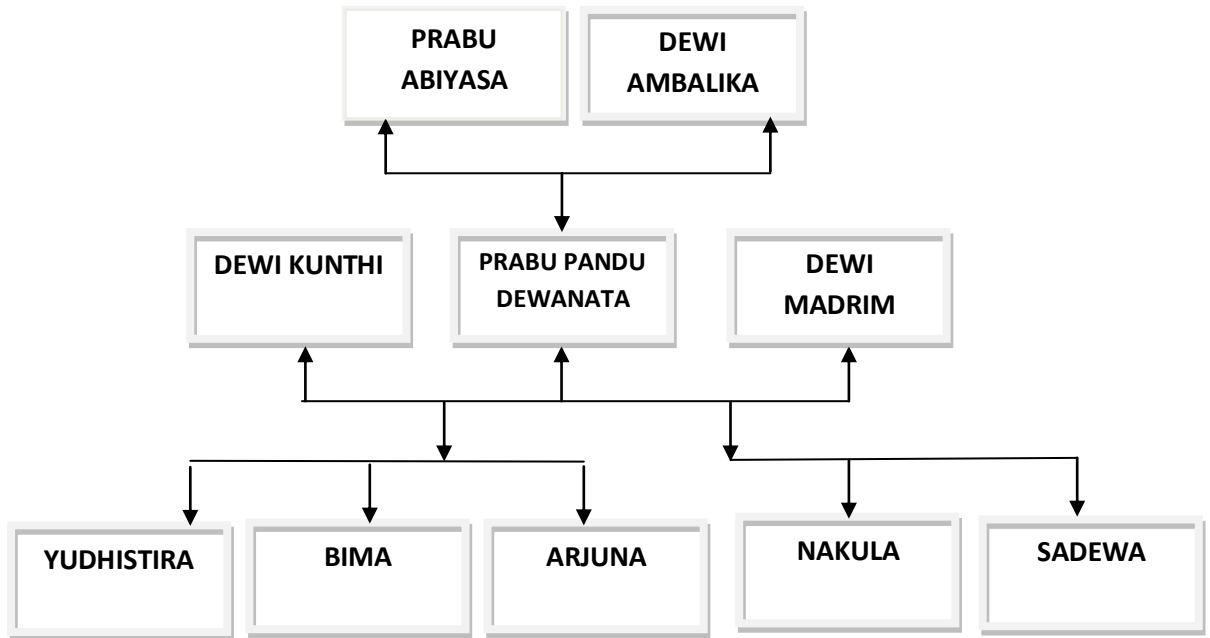 PRABU
ABIYASA
DEWI
AMBALIKA
DEWI KUNTHI
PRABU PANDU
DEWANATA
DEWI
MADRIM
YUDHISTIRA
BIMA
ARJUNA
NAKULA
SADEWA